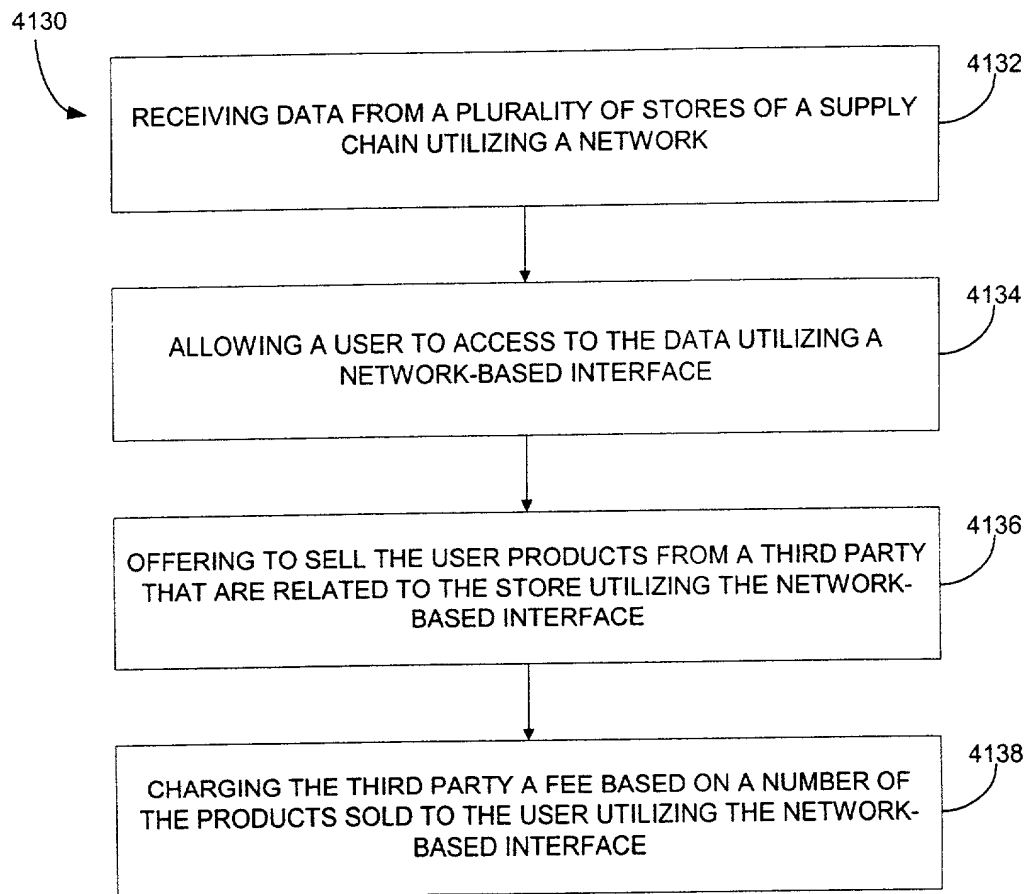 4130
4132
RECEIVING DATA FROM A PLURALITY OF STORES OF A SUPPLY
CHAIN UTILIZING A NETWORK
4134
ALLOWING A USER TO ACCESS TO THE DATA UTILIZING A
NETWORK-BASED INTERFACE
4136
OFFERING TO SELL THE USER PRODUCTS FROM A THIRD PARTY
THAT ARE RELATED TO THE STORE UTILIZING THE NETWORK-
BASED INTERFACE
4138
CHARGING THE THIRD PARTY A FEE BASED ON A NUMBER OF
THE PRODUCTS SOLD TO THE USER UTILIZING THE NETWORK-
BASED INTERFACE